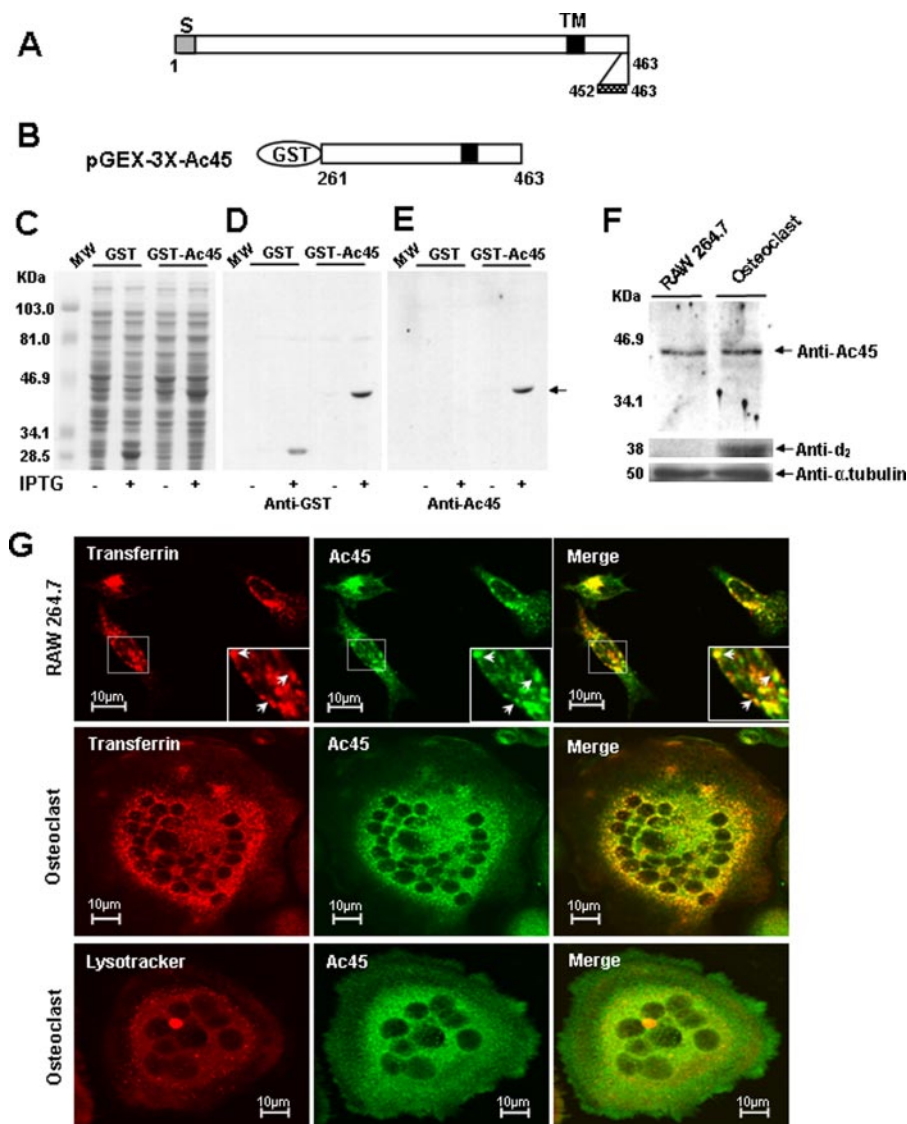 A
S
TM
1
463
452
463
B
pGEX-3X-Ac45
GST
261
463
C
D
E
F
MW
GST
GST-Ac45
MW
GST
GST-Ac45
MW
GST
GST-Ac45
RAW 264.7
Osteoclast
KDa
103.0
81.0
46.9
34.1
28.5
KDa
46.9
Anti-Ac45
34.1
38
Anti-d₂
50
Anti-α.tubulin
IPTG
- + - +
- + - +
- + - +
Anti-GST
Anti-Ac45
G
RAW 264.7
Transferrin
Ac45
Merge
10µm
10µm
10µm
Osteoclast
Transferrin
Ac45
Merge
10µm
10µm
10µm
Osteoclast
Lysotracker
Ac45
Merge
10µm
10µm
10µm